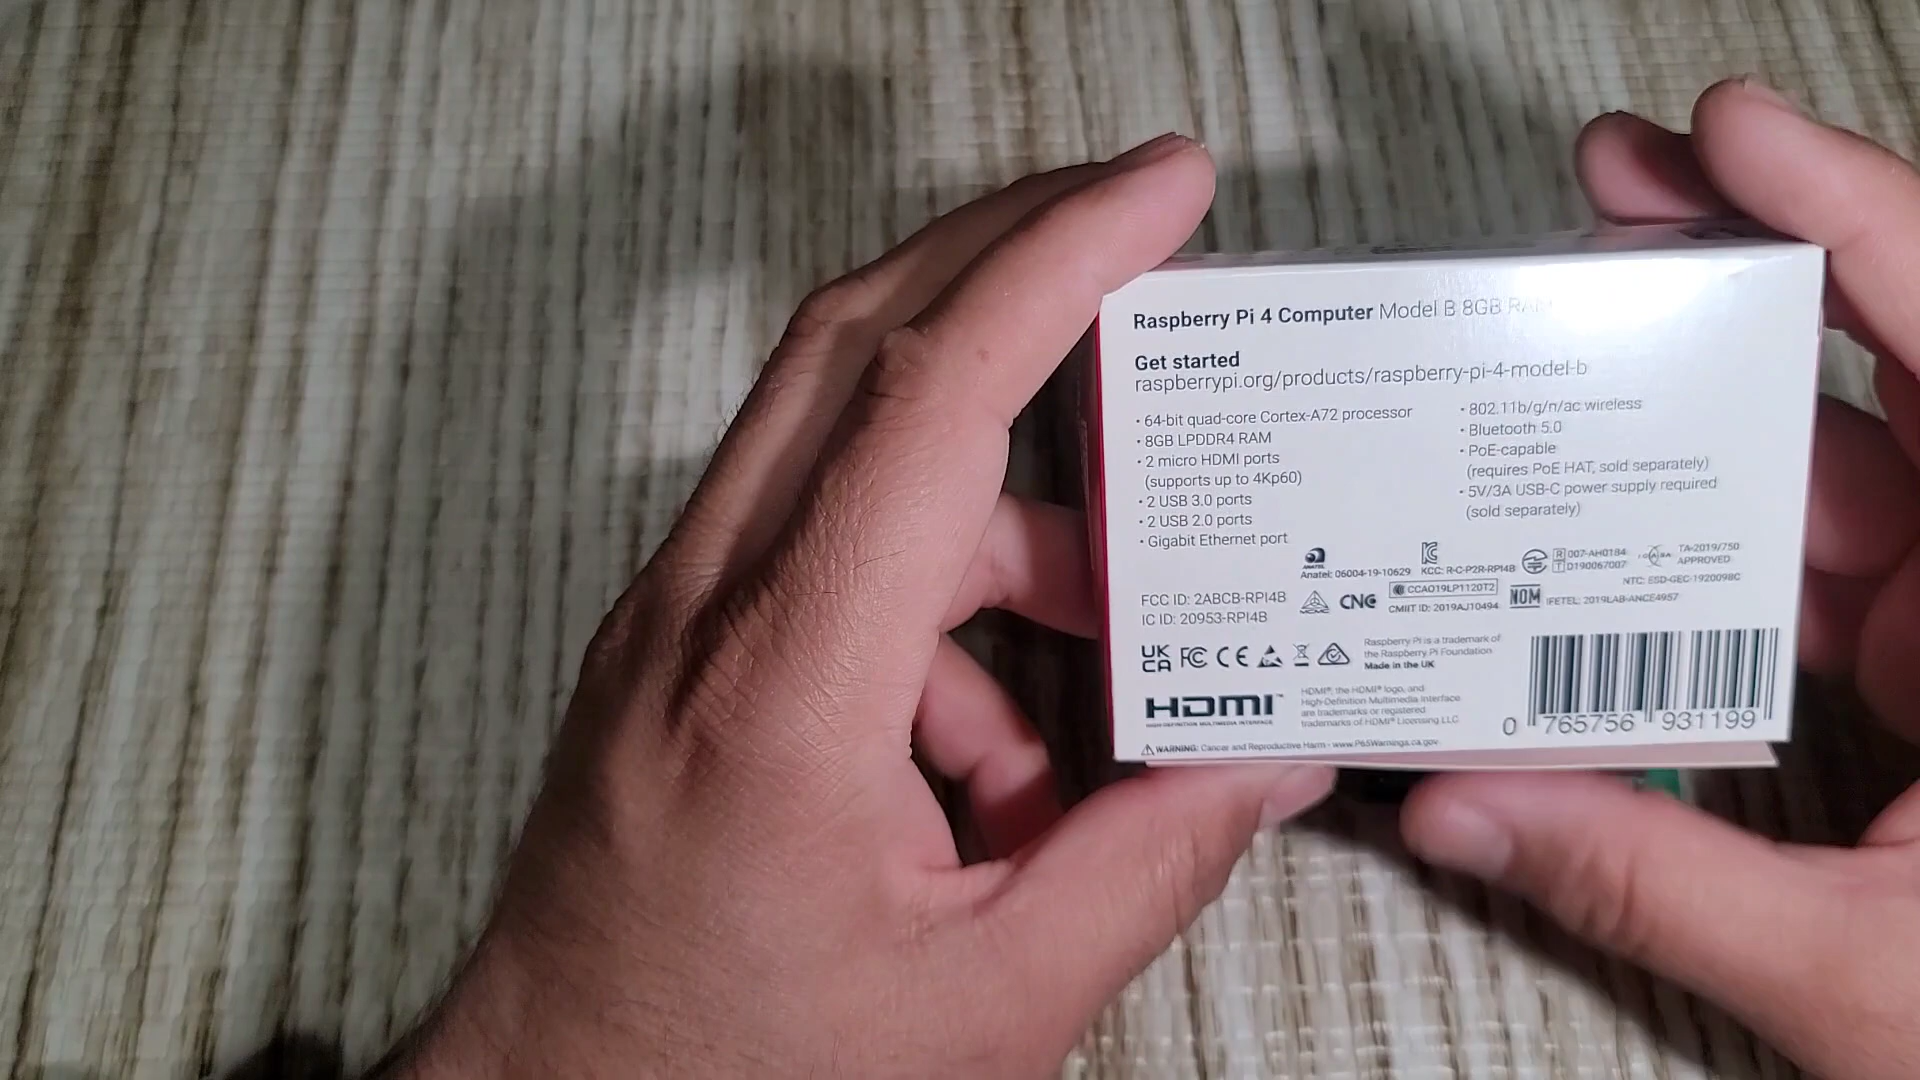 Raspberry Pi 4 Computer Model B 8GB RAM
Get started
raspberrypi.org/products/raspberry-pi-4-model-b
• 64-bit quad-core Cortex-A72 processor
• 8GB LPDDR4 RAM
• 2 micro HDMI ports
(supports up to 4Kp60)
• 2 USB 3.0 ports
• 2 USB 2.0 ports
• Gigabit Ethernet port
• 802.11b/g/n/ac wireless
• Bluetooth 5.0
• PoE-capable
(requires PoE HAT, sold separately)
• 5V/3A USB-C power supply required
(sold separately)
Anatel: 06004-19-10629
KCC: R-C-P2R-RPI4B
R 007-AH0184
T D190067007
TA-2019/750
APPROVED
NTC: ESD-GEC-1920098C
FCC ID: 2ABCB-RPI4B
IC ID: 20953-RPI4B
CNC
CCAO19LP1120T2
CMIIT ID: 2019AJ10494
NOM
IFETEL: 2019LAB-ANCE4957
UK
CA
FC CE
Raspberry Pi is a trademark of
the Raspberry Pi Foundation
Made in the UK
HDMI™
HIGH-DEFINITION MULTIMEDIA INTERFACE
HDMI®, the HDMI® logo, and
High-Definition Multimedia Interface
are trademarks or registered
trademarks of HDMI® Licensing LLC
0 765756 931199
WARNING: Cancer and Reproductive Harm - www.P65Warnings.ca.gov